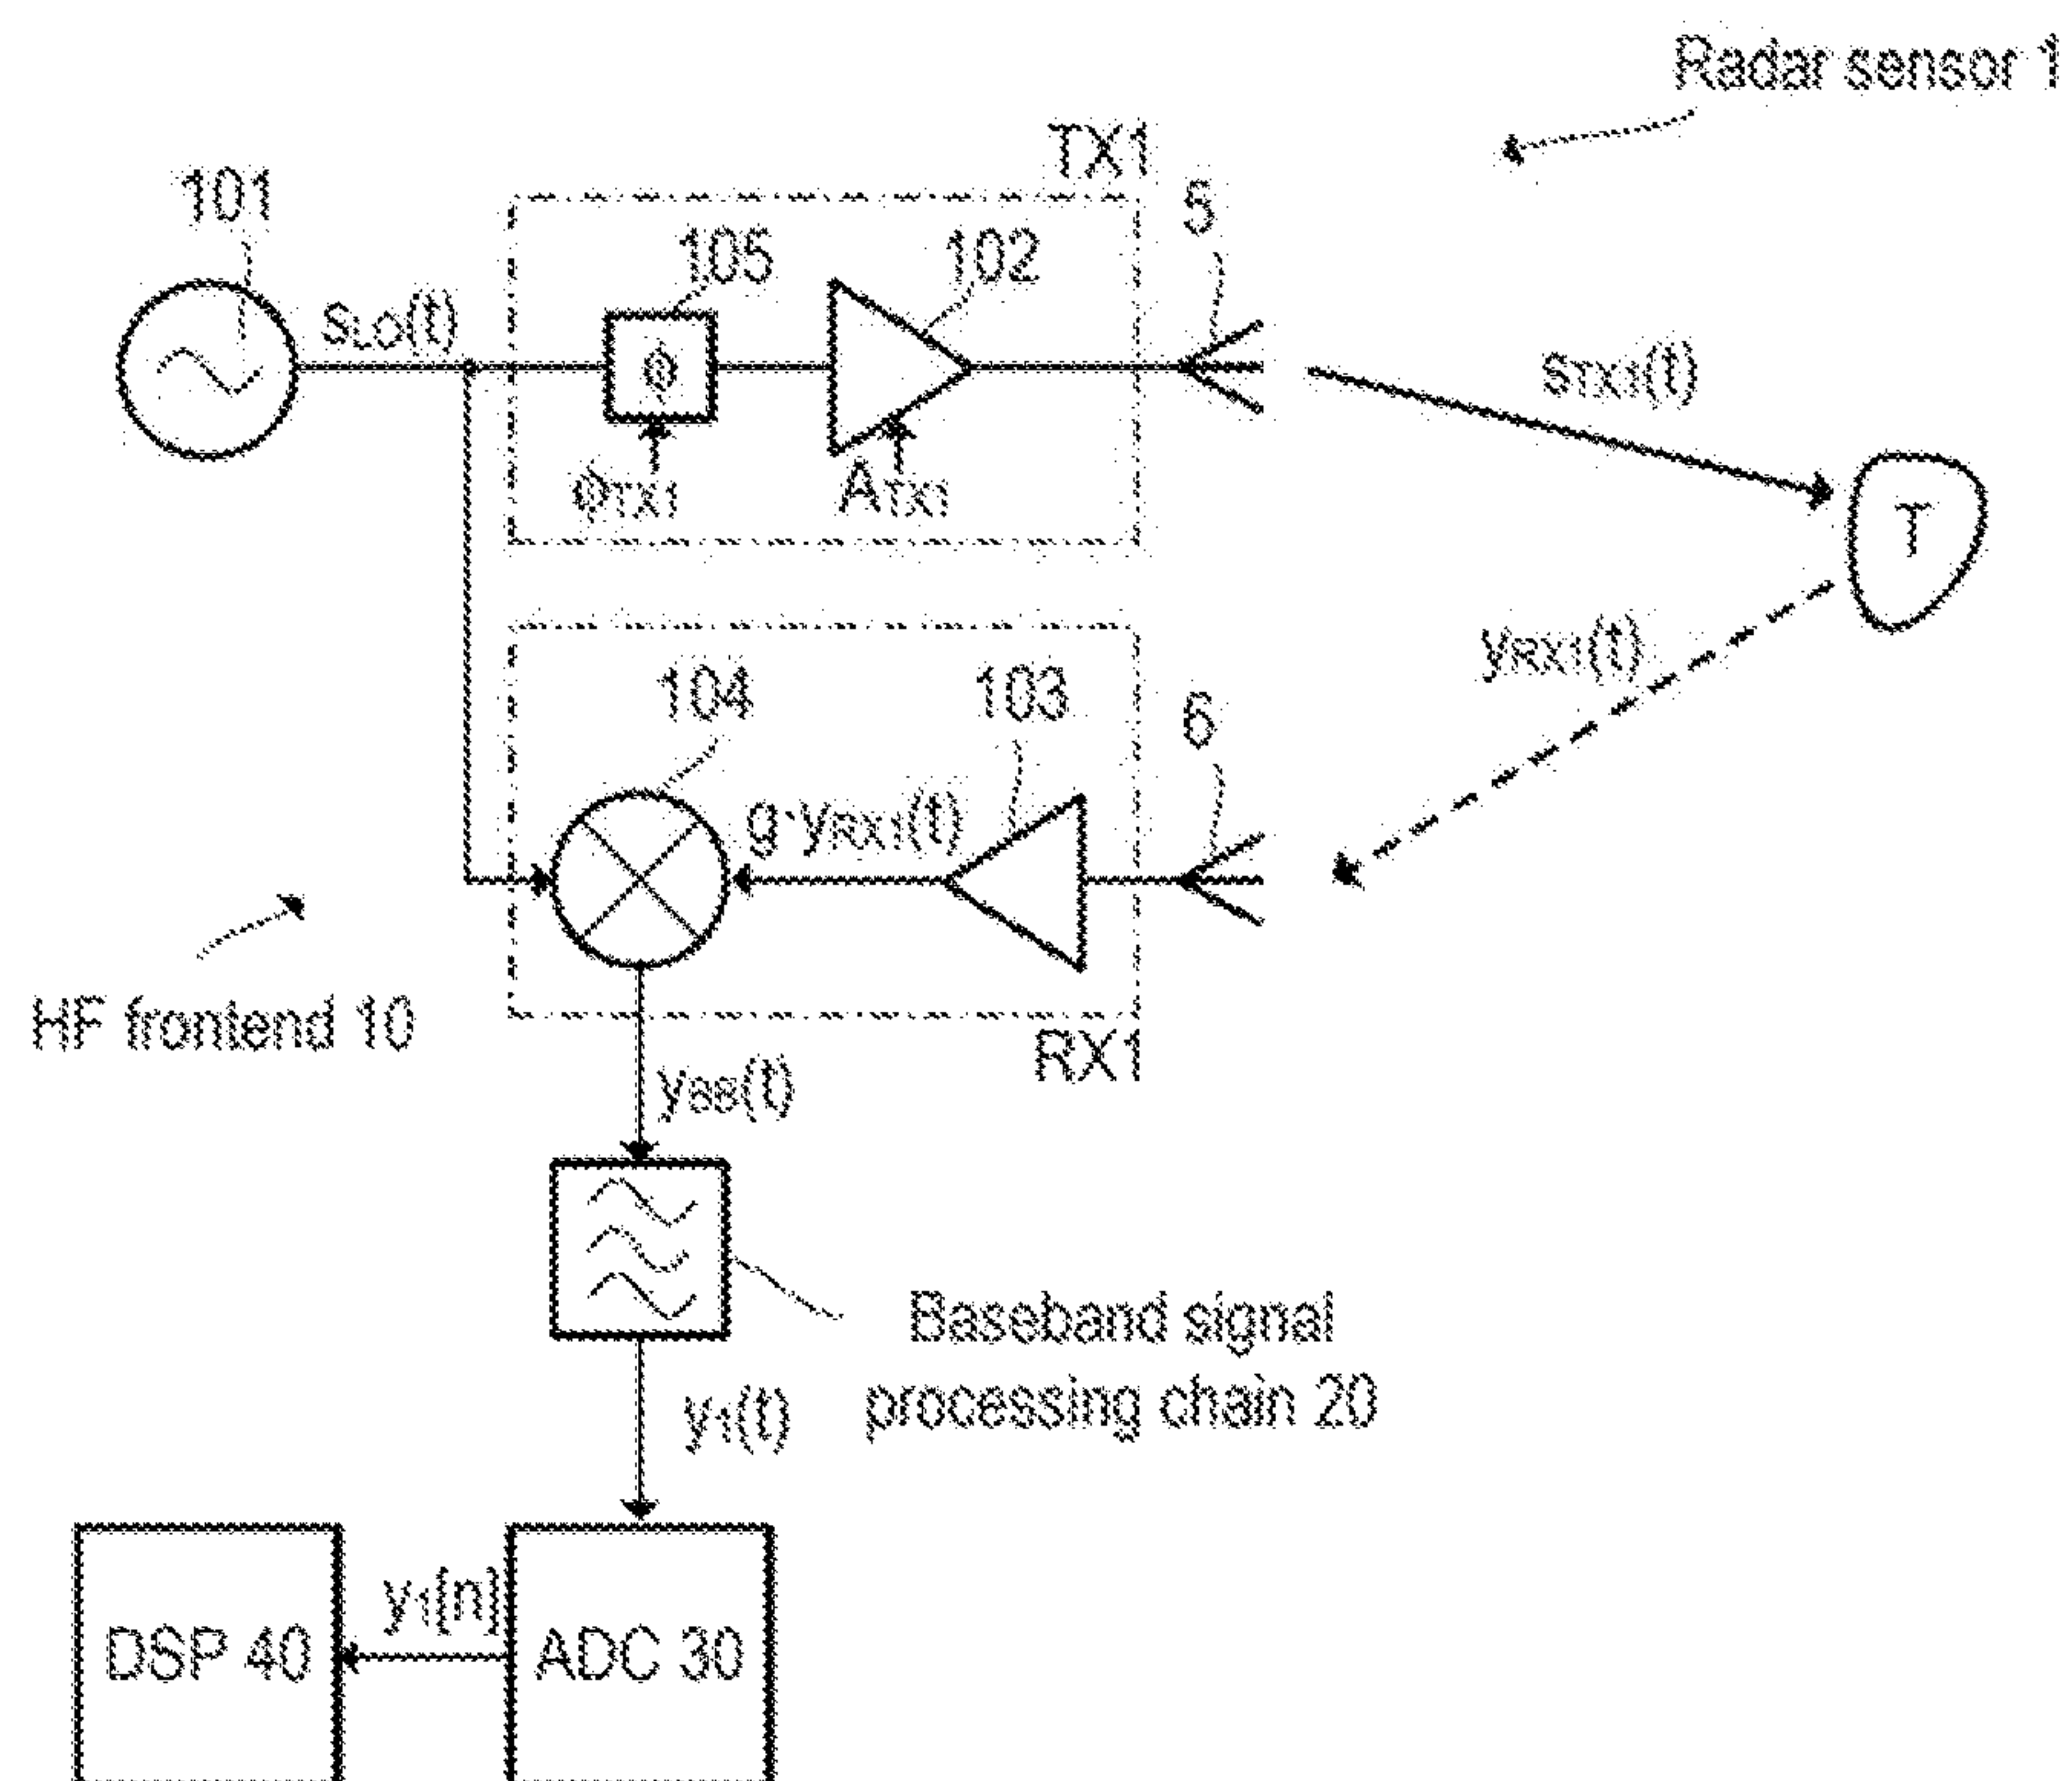 Radar sensor 1
TX1
101
105
102
5
sLO(t)
ϕ
sTX1(t)
ϕTX1
ATX1
T
yRX1(t)
104
103
6
g·yRX1(t)
HF frontend 10
RX1
yBB(t)
Baseband signal
processing chain 20
y1(t)
y1[n]
DSP 40
ADC 30